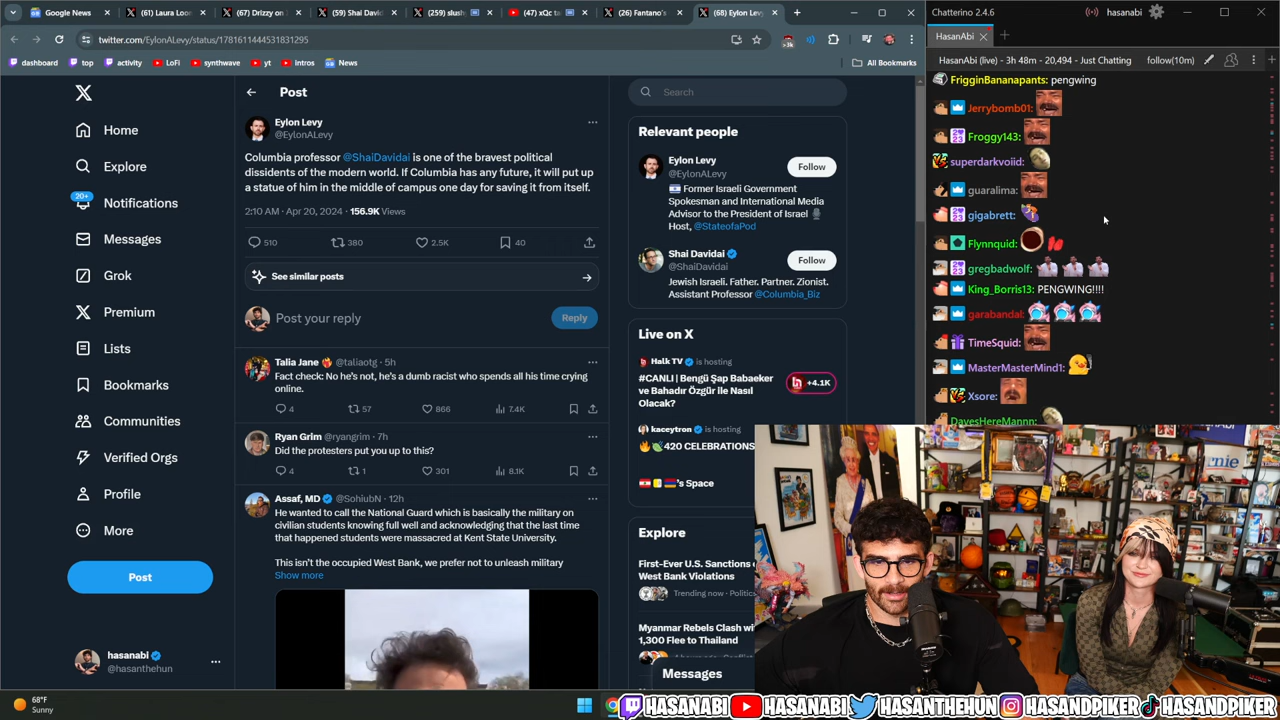 Google News
(61) Laura Loo
(67) Drizzy on
(59) Shai David
(259) slush
(47) xQc ta
(26) Fantano's
(68) Eylon Lev
twitter.com/EylonALevy/status/1781611444531831295
>3k
dashboard
top
activity
LoFi
synthwave
yt
intros
News
All Bookmarks
Home
Explore
20+
Notifications
Messages
Grok
Premium
Lists
Bookmarks
Communities
Verified Orgs
Profile
More
Post
hasanabi
@hasanthehun
Post
Eylon Levy
@EylonALevy
Columbia professor @ShaiDavidai is one of the bravest political
dissidents of the modern world. If Columbia has any future, it will put up
a statue of him in the middle of campus one day for saving it from itself.
2:10 AM · Apr 20, 2024 · 156.9K Views
510
380
2.5K
40
See similar posts
Post your reply
Reply
Talia Jane @taliaotg · 5h
Fact check: No he's not, he's a dumb racist who spends all his time crying
online.
4
57
866
7.4K
Ryan Grim @ryangrim · 7h
Did the protesters put you up to this?
4
1
301
8.1K
Assaf, MD @SohiubN · 12h
He wanted to call the National Guard which is basically the military on
civilian students knowing full well and acknowledging that the last time
that happened students were massacred at Kent State University.
This isn't the occupied West Bank, we prefer not to unleash military
Show more
Search
Relevant people
Eylon Levy
@EylonALevy
Follow
Former Israeli Government
Spokesman and International Media
Advisor to the President of Israel
Host, @StateofaPod
Shai Davidai
@ShaiDavidai
Follow
Jewish Israeli. Father. Partner. Zionist.
Assistant Professor @Columbia_Biz
Live on X
Halk TV is hosting
#CANLI | Bengü Şap Babaeker
ve Bahadır Özgür ile Nasıl
Olacak?
+4.1K
kaceytron is hosting
420 CELEBRATIONS
's Space
Explore
First-Ever U.S. Sanctions
West Bank Violations
Trending now · Politics
Myanmar Rebels Clash wi
1,300 Flee to Thailand
Messages
Chatterino 2.4.6
hasanabi
HasanAbi
HasanAbi (live) - 3h 48m - 20,494 - Just Chatting
follow(10m)
FrigginBananapants: pengwing
Jerrybomb01:
Froggy143:
superdarkvoiid:
guaralima:
gigabrett:
Flynnquid:
gregbadwolf:
King_Borris13: PENGWING!!!!
garabandal:
TimeSquid:
MasterMasterMind1:
Xsore:
DavesHereMannn:
ernie
68°F
Sunny
HASANABI
HASANABI
HASANTHEHUN
HASANDPIKER
HASANDPIKER